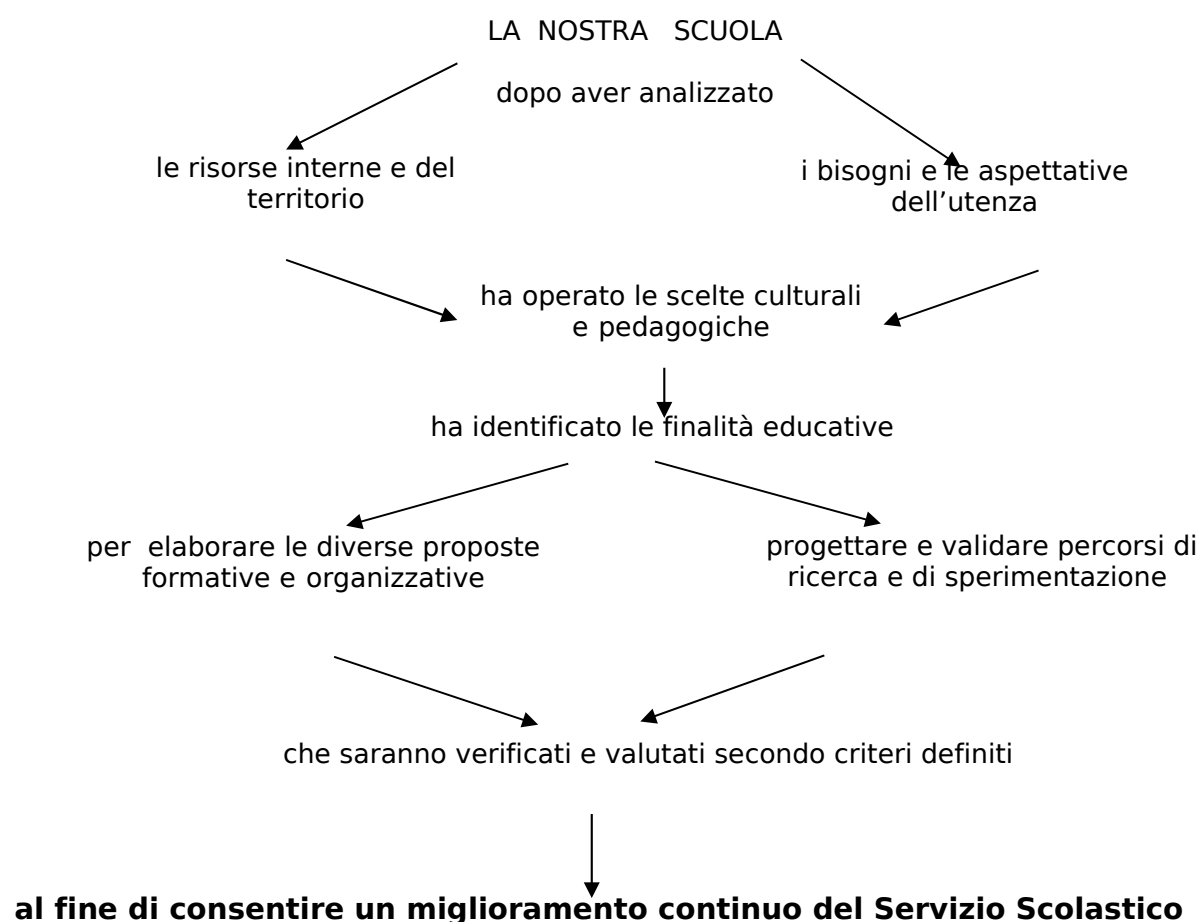 LA NOSTRA SCUOLA
dopo aver analizzato
le risorse interne e del
territorio
i bisogni e le aspettative
dell’utenza
ha operato le scelte culturali
e pedagogiche
ha identificato le finalità educative
per elaborare le diverse proposte
formative e organizzative
progettare e validare percorsi di
ricerca e di sperimentazione
che saranno verificati e valutati secondo criteri definiti
al fine di consentire un miglioramento continuo del Servizio Scolastico